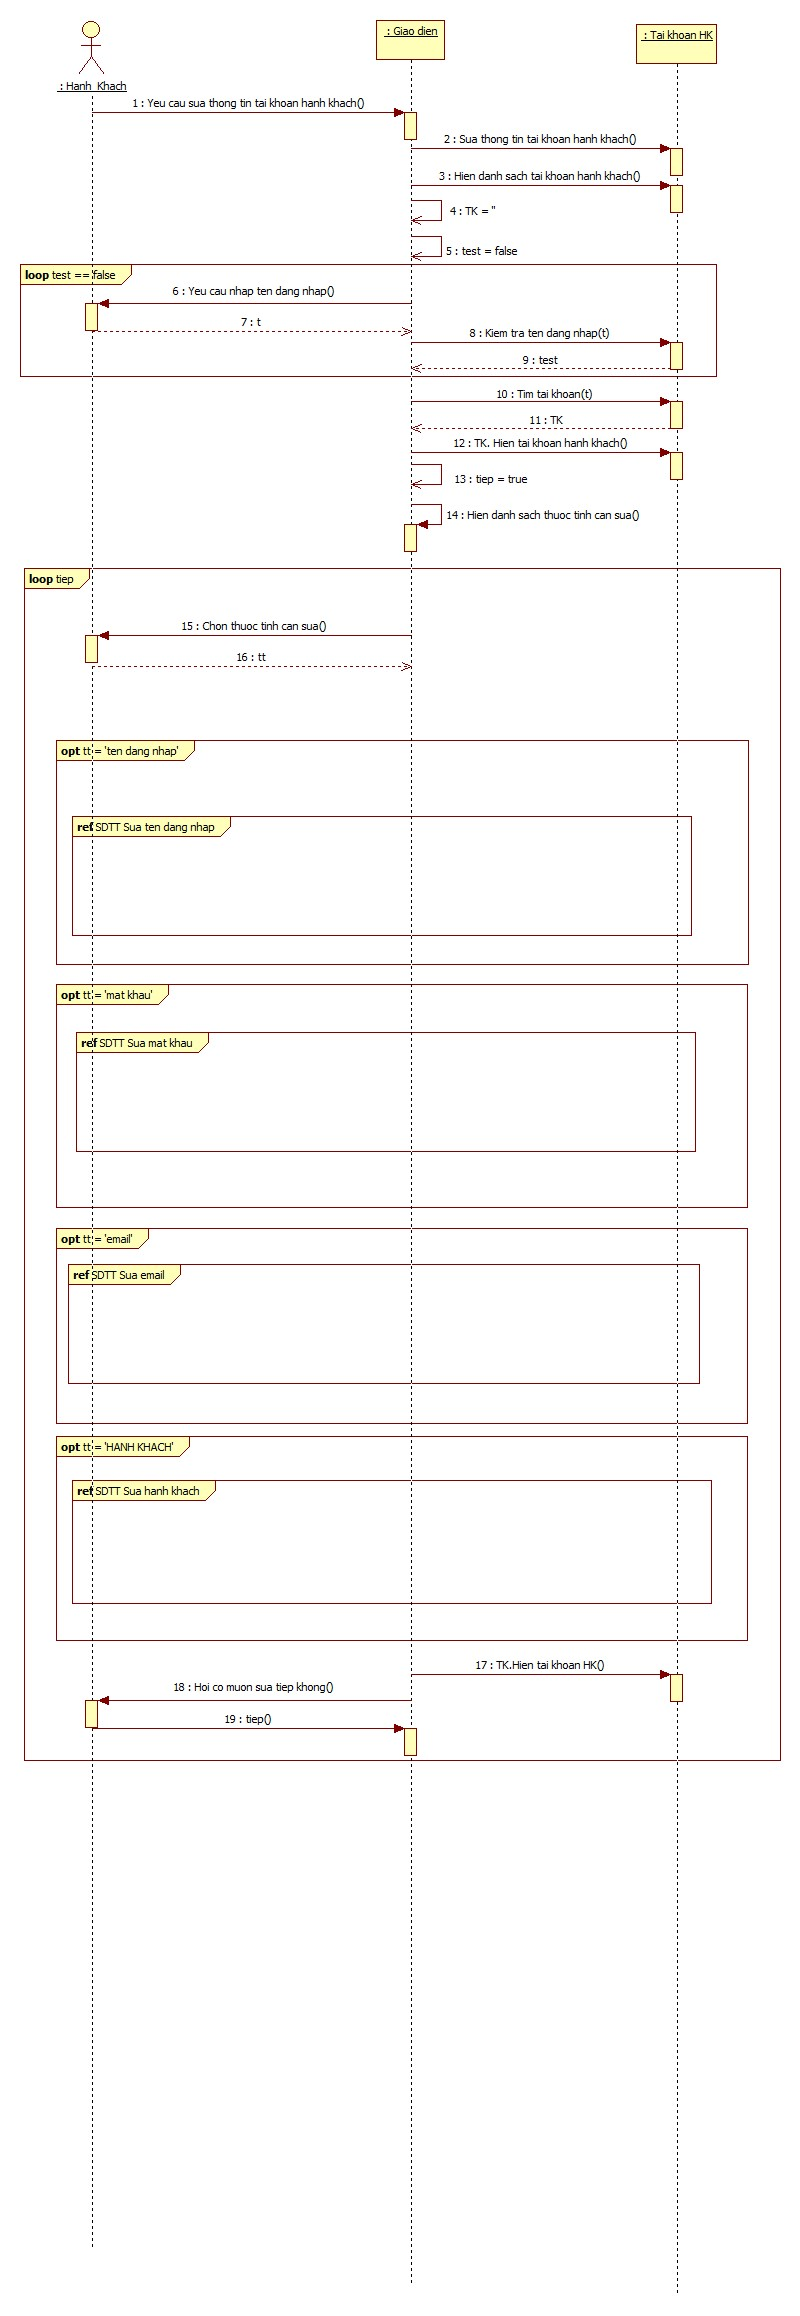 : Giao dien
: Tai khoan HK
: Hanh_Khach
1 : Yeu cau sua thong tin tai khoan hanh khach()
2 : Sua thong tin tai khoan hanh khach()
3 : Hien danh sach tai khoan hanh khach()
4 : TK = ''
5 : test = false
loop test == false
6 : Yeu cau nhap ten dang nhap()
7 : t
8 : Kiem tra ten dang nhap(t)
9 : test
10 : Tim tai khoan(t)
11 : TK
12 : TK. Hien tai khoan hanh khach()
13 : tiep = true
14 : Hien danh sach thuoc tinh can sua()
loop tiep
15 : Chon thuoc tinh can sua()
16 : tt
opt tt = 'ten dang nhap'
ref SDTT Sua ten dang nhap
opt tt = 'mat khau'
ref SDTT Sua mat khau
opt tt = 'email'
ref SDTT Sua email
opt tt = 'HANH KHACH'
ref SDTT Sua hanh khach
17 : TK.Hien tai khoan HK()
18 : Hoi co muon sua tiep khong()
19 : tiep()